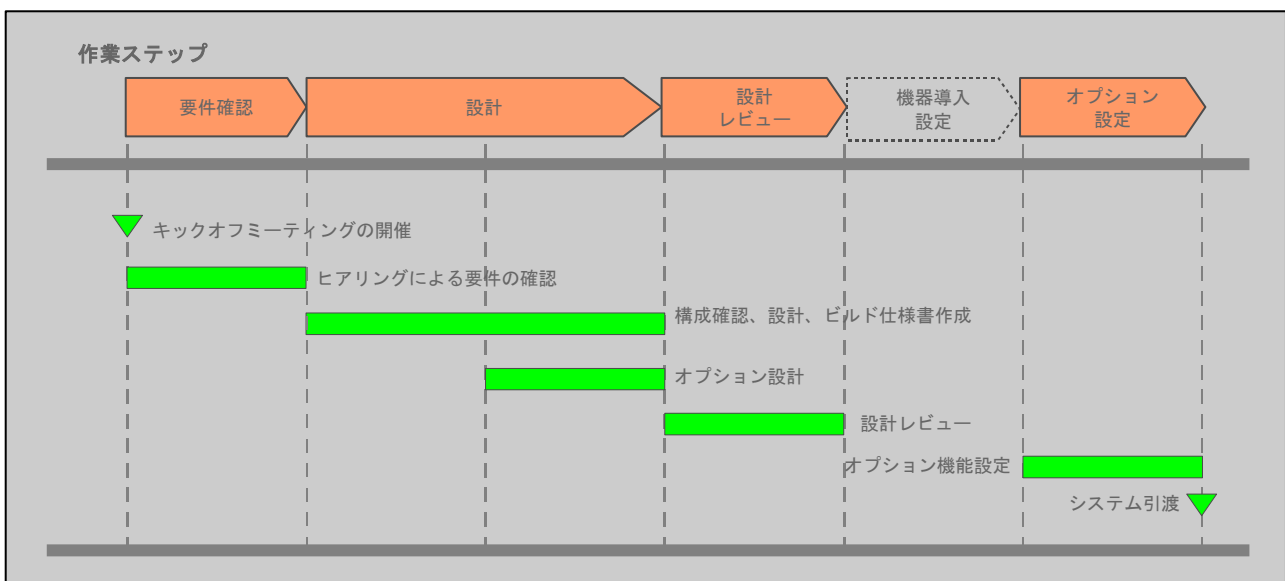 作業ステップ
要件確認
設計
設計
レビュー
機器導入
設定
オプション
設定
キックオフミーティングの開催
ヒアリングによる要件の確認
構成確認、設計、ビルド仕様書作成
オプション設計
設計レビュー
オプション機能設定
システム引渡